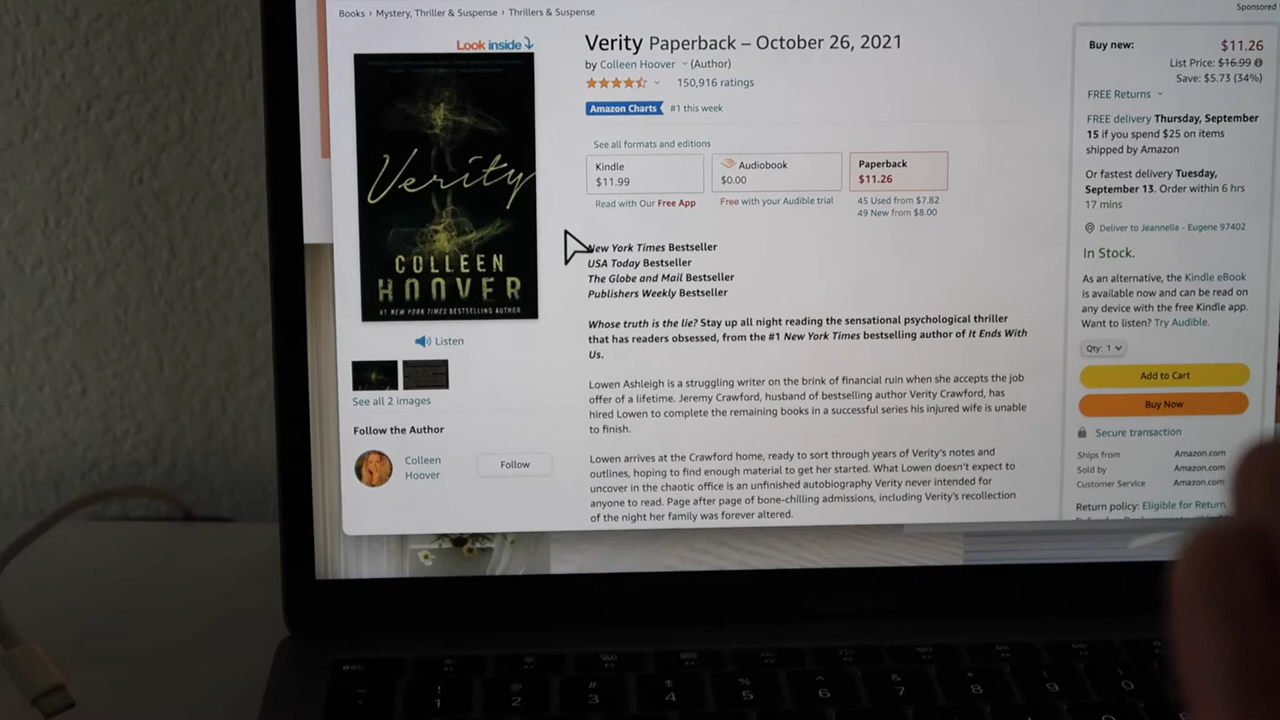 Sponsored
Books › Mystery, Thriller & Suspense › Thrillers & Suspense
Look inside
Verity
COLLEEN
HOOVER
#1 NEW YORK TIMES BESTSELLING AUTHOR
Listen
See all 2 images
Follow the Author
Colleen
Hoover
Follow
Verity Paperback – October 26, 2021
by Colleen Hoover (Author)
150,916 ratings
Amazon Charts #1 this week
See all formats and editions
Kindle
$11.99
Read with Our Free App
Audiobook
$0.00
Free with your Audible trial
Paperback
$11.26
45 Used from $7.82
49 New from $8.00
New York Times Bestseller
USA Today Bestseller
The Globe and Mail Bestseller
Publishers Weekly Bestseller
Whose truth is the lie? Stay up all night reading the sensational psychological thriller
that has readers obsessed, from the #1 New York Times bestselling author of It Ends With
Us.
Lowen Ashleigh is a struggling writer on the brink of financial ruin when she accepts the job
offer of a lifetime. Jeremy Crawford, husband of bestselling author Verity Crawford, has
hired Lowen to complete the remaining books in a successful series his injured wife is unable
to finish.
Lowen arrives at the Crawford home, ready to sort through years of Verity's notes and
outlines, hoping to find enough material to get her started. What Lowen doesn't expect to
uncover in the chaotic office is an unfinished autobiography Verity never intended for
anyone to read. Page after page of bone-chilling admissions, including Verity's recollection
of the night her family was forever altered.
Buy new: $11.26
List Price: $16.99
Save: $5.73 (34%)
FREE Returns
FREE delivery Thursday, September
15 if you spend $25 on items
shipped by Amazon
Or fastest delivery Tuesday,
September 13. Order within 6 hrs
17 mins
Deliver to Jeannelle - Eugene 97402
In Stock.
As an alternative, the Kindle eBook
is available now and can be read on
any device with the free Kindle app.
Want to listen? Try Audible.
Qty: 1
Add to Cart
Buy Now
Secure transaction
Ships from Amazon.com
Sold by Amazon.com
Customer Service Amazon.com
Return policy: Eligible for Return,
esc
~ ! @ # $ % ^ & *
1 2 3 4 5 6 7 8 9 0